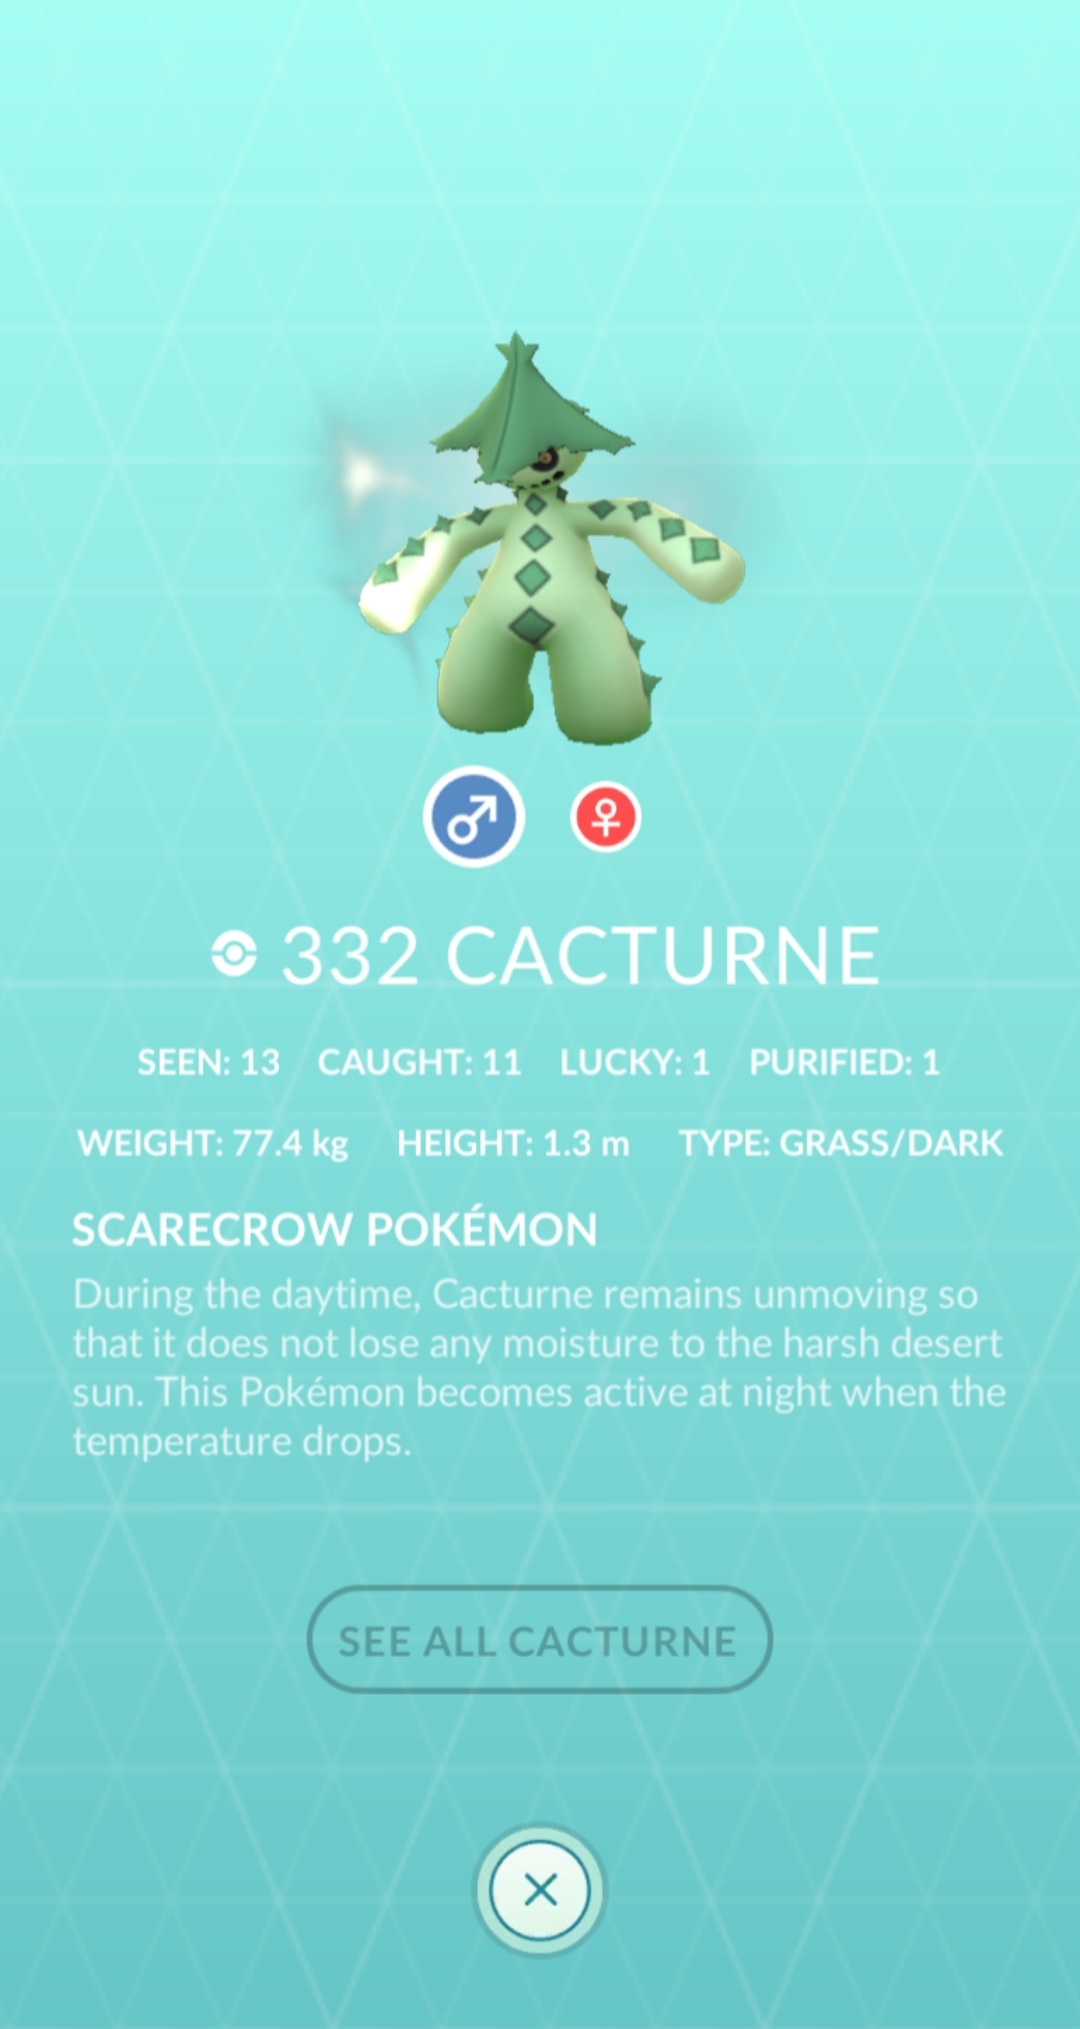 332 CACTURNE
SEEN: 13 CAUGHT: 11 LUCKY: 1 PURIFIED: 1
WEIGHT: 77.4 kg HEIGHT: 1.3 m TYPE: GRASS/DARK
SCARECROW POKÉMON
During the daytime, Cacturne remains unmoving so
that it does not lose any moisture to the harsh desert
sun. This Pokémon becomes active at night when the
temperature drops.
SEE ALL CACTURNE